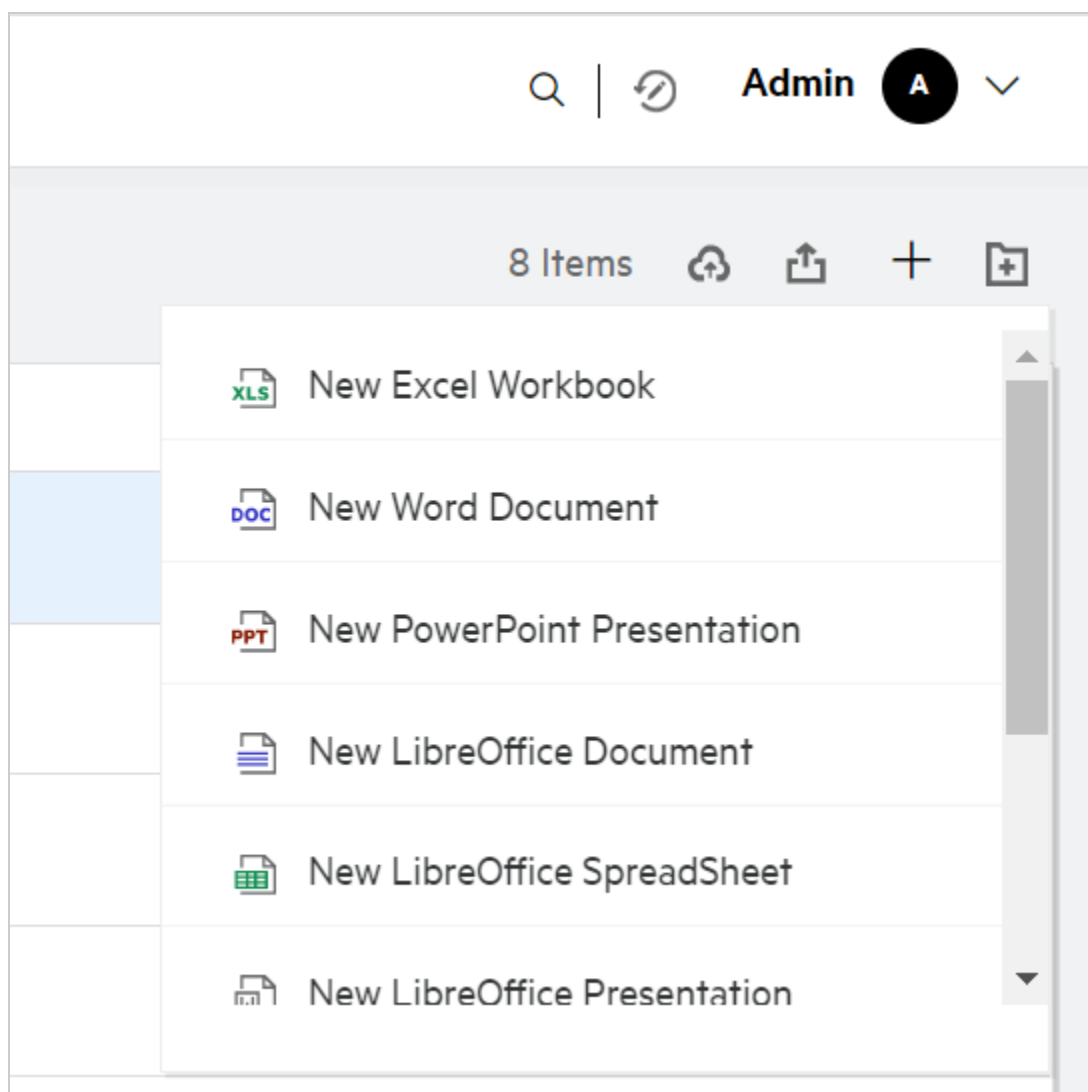 Admin A
8 Items
XLS New Excel Workbook
DOC New Word Document
PPT New PowerPoint Presentation
New LibreOffice Document
New LibreOffice SpreadSheet
New LibreOffice Presentation